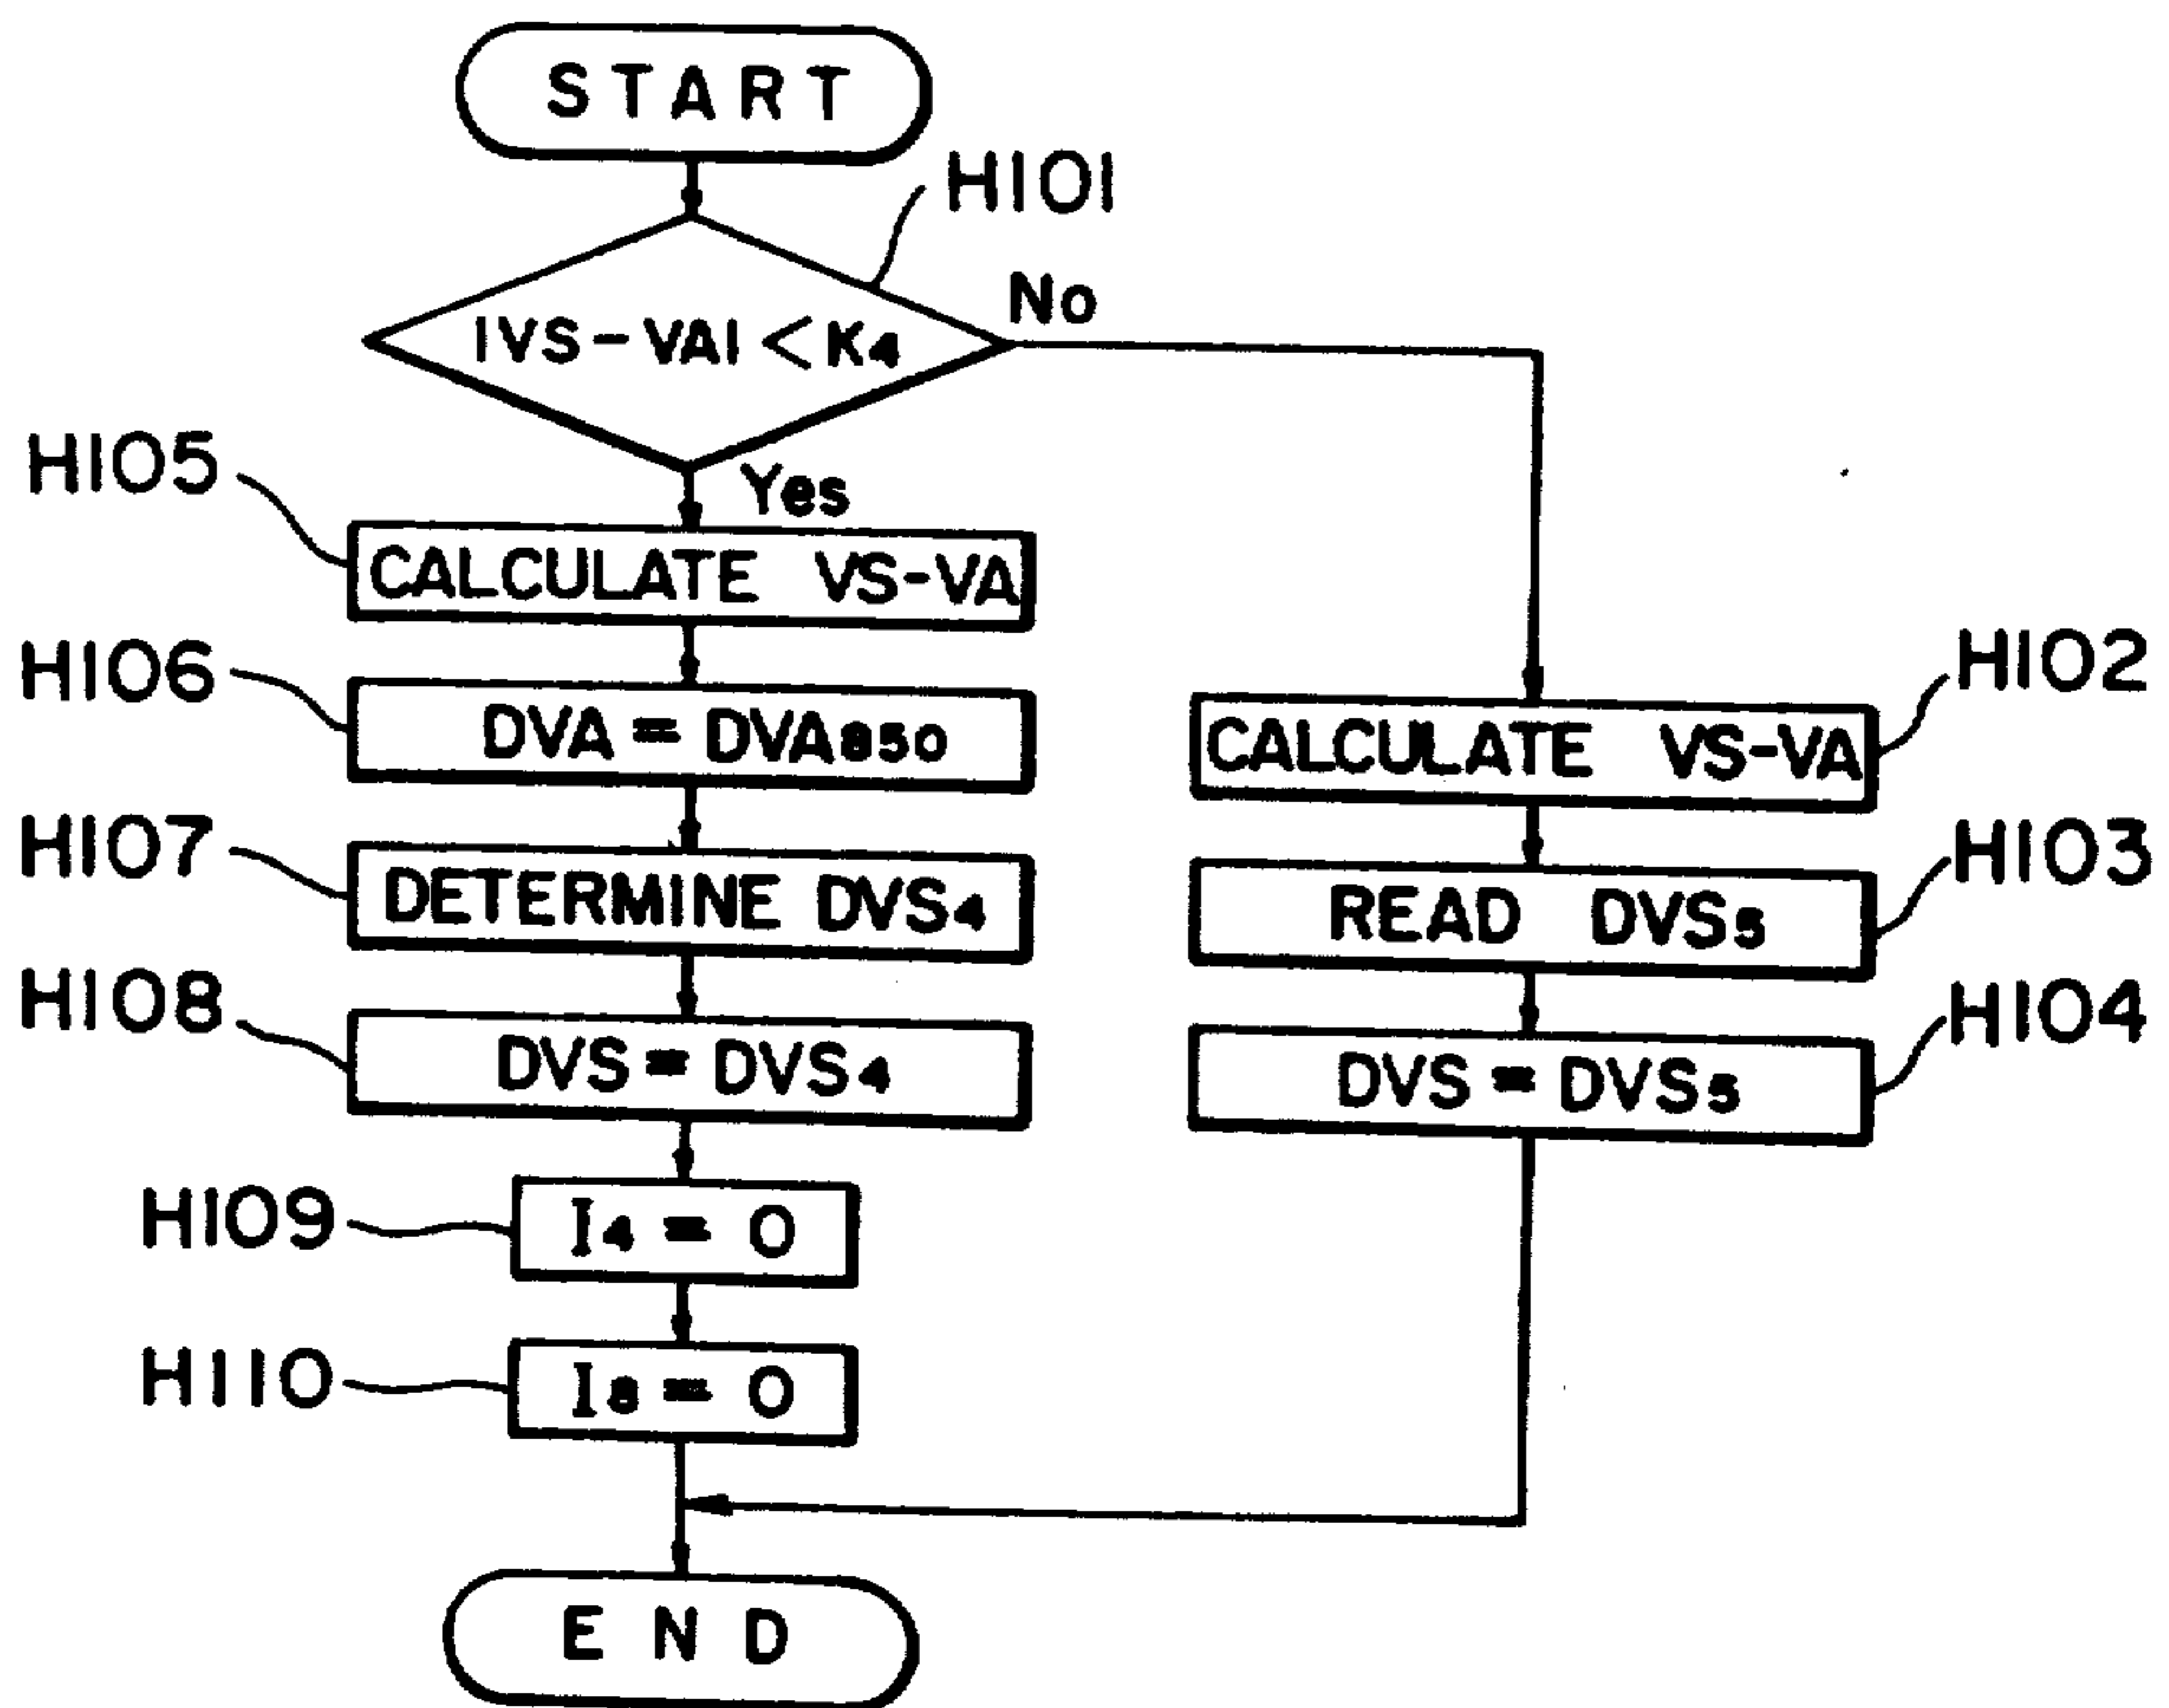 START
H101
|VS-VA|<K4
No
Yes
H105
CALCULATE VS-VA
H106
DVA = DVA850
H107
DETERMINE DVS4
H108
DVS = DVS4
H109
I4 = 0
H110
I8 = 0
H102
CALCULATE VS-VA
H103
READ DVS5
H104
DVS = DVS5
END